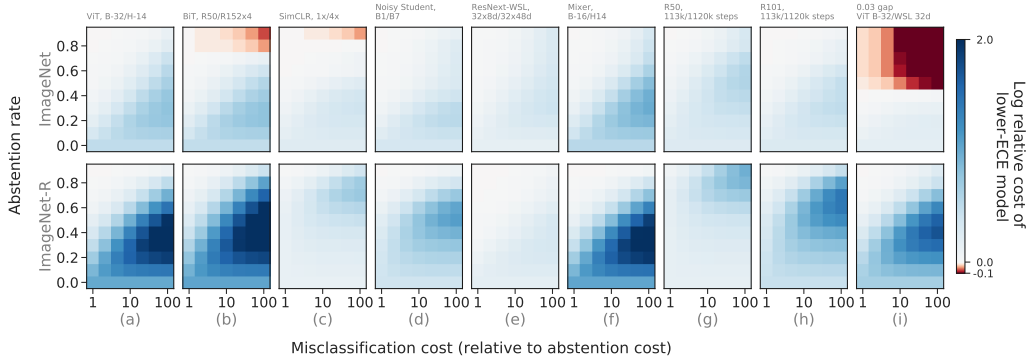 ViT, B-32/H-14
BiT, R50/R152x4
SimCLR, 1x/4x
Noisy Student,
B1/B7
ResNext-WSL,
32x8d/32x48d
Mixer,
B-16/H14
R50,
113k/1120k steps
R101,
113k/1120k steps
0.03 gap
ViT B-32/WSL 32d
Abstention rate
ImageNet
0.8
0.6
0.4
0.2
0.0
ImageNet-R
0.8
0.6
0.4
0.2
0.0
1 10 100
1 10 100
1 10 100
1 10 100
1 10 100
1 10 100
1 10 100
1 10 100
1 10 100
(a) (b) (c) (d) (e) (f) (g) (h) (i)
Misclassification cost (relative to abstention cost)
2.0
0.0
-0.1
Log relative cost of
lower-ECE model